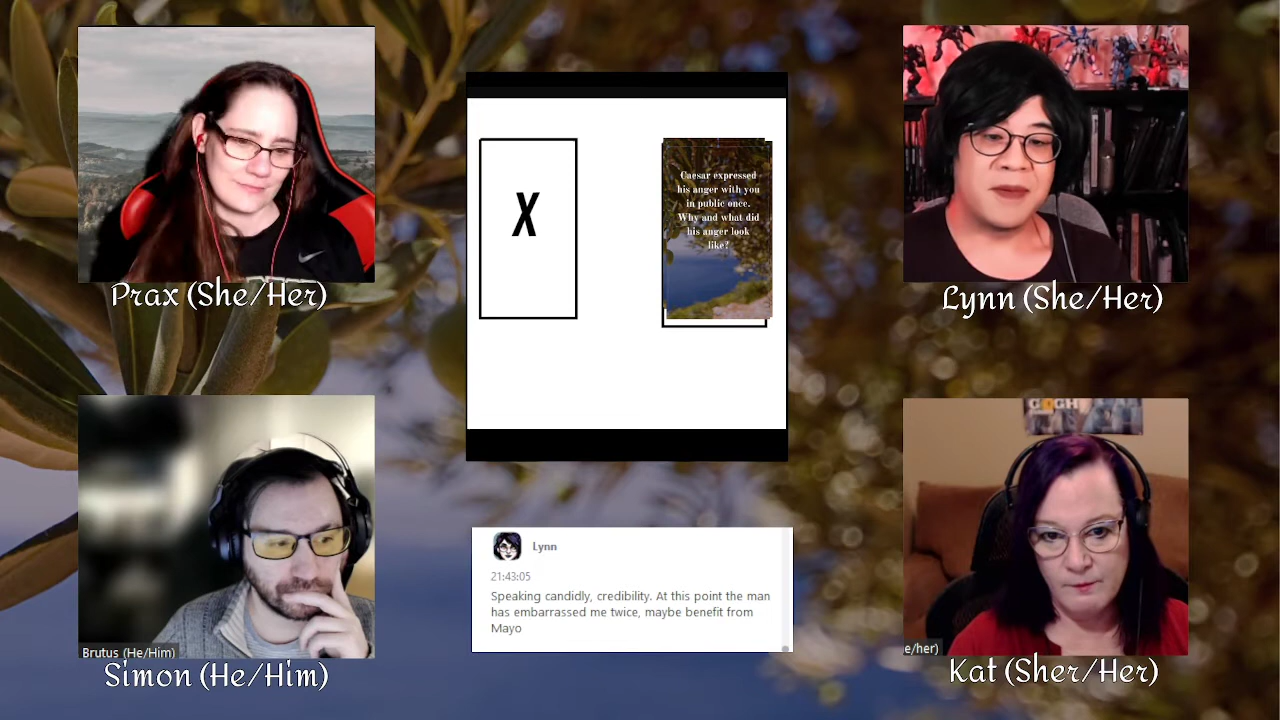 GOGH
X
Caesar expressed
his anger with you
in public once.
Why and what did
his anger look
like?
Prax (She/Her)
Lynn (She/Her)
Lynn
21:43:05
Speaking candidly, credibility. At this point the man
has embarrassed me twice, maybe benefit from
Mayo
Brutus (He/Him)
Simon (He/Him)
e/her)
Kat (Sher/Her)